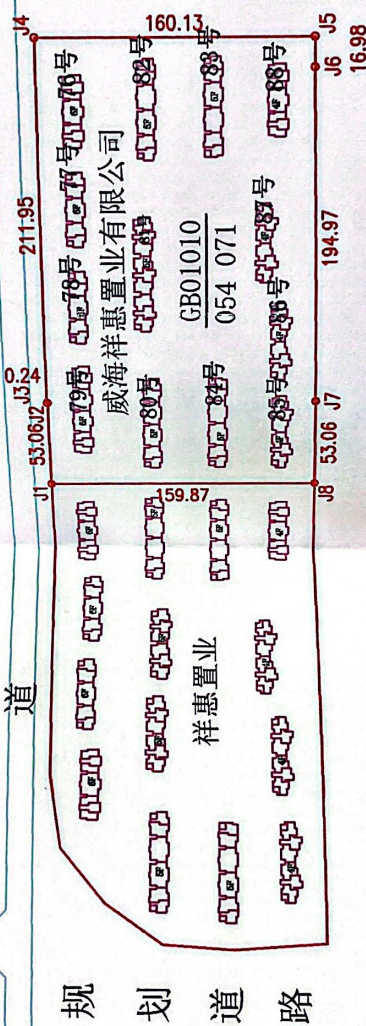 J4
160.13
J5
J6
16.98
211.95
76号
82号
83号
88号
77号
威海祥惠置业有限公司
81号
GB01010
054 071
87号
194.97
78号
86号
0.24
J3
J2
79号
80号
84号
85号
J7
53.06
53.06
J1
159.87
J8
道
祥惠置业
规
划
道
路